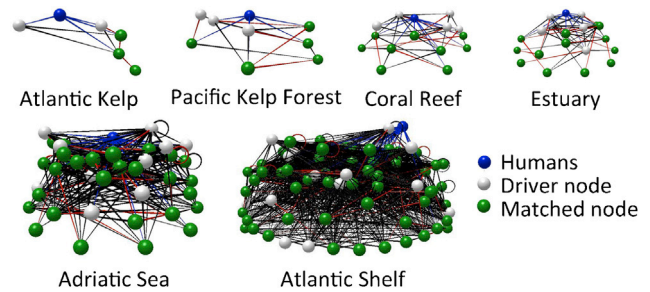 Atlantic Kelp
Pacific Kelp Forest
Coral Reef
Estuary
Humans
Driver node
Matched node
Adriatic Sea
Atlantic Shelf